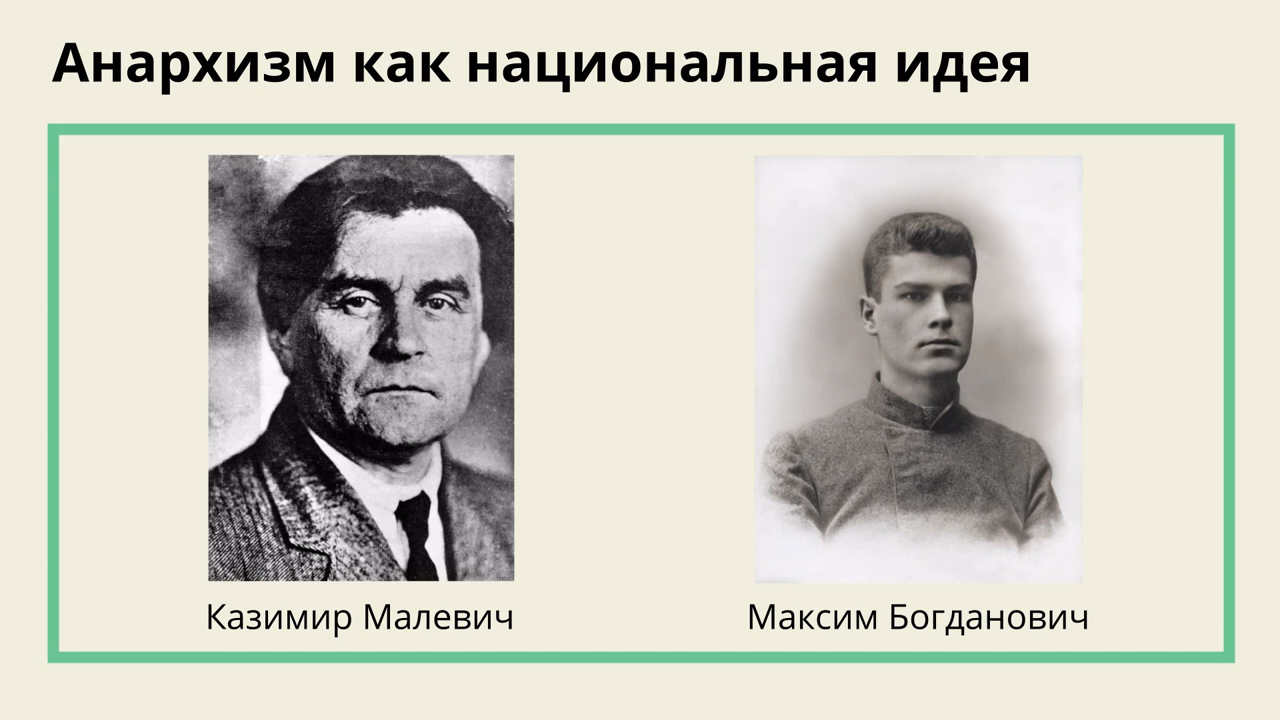 Анархизм как национальная идея
Казимир Малевич
Максим Богданович